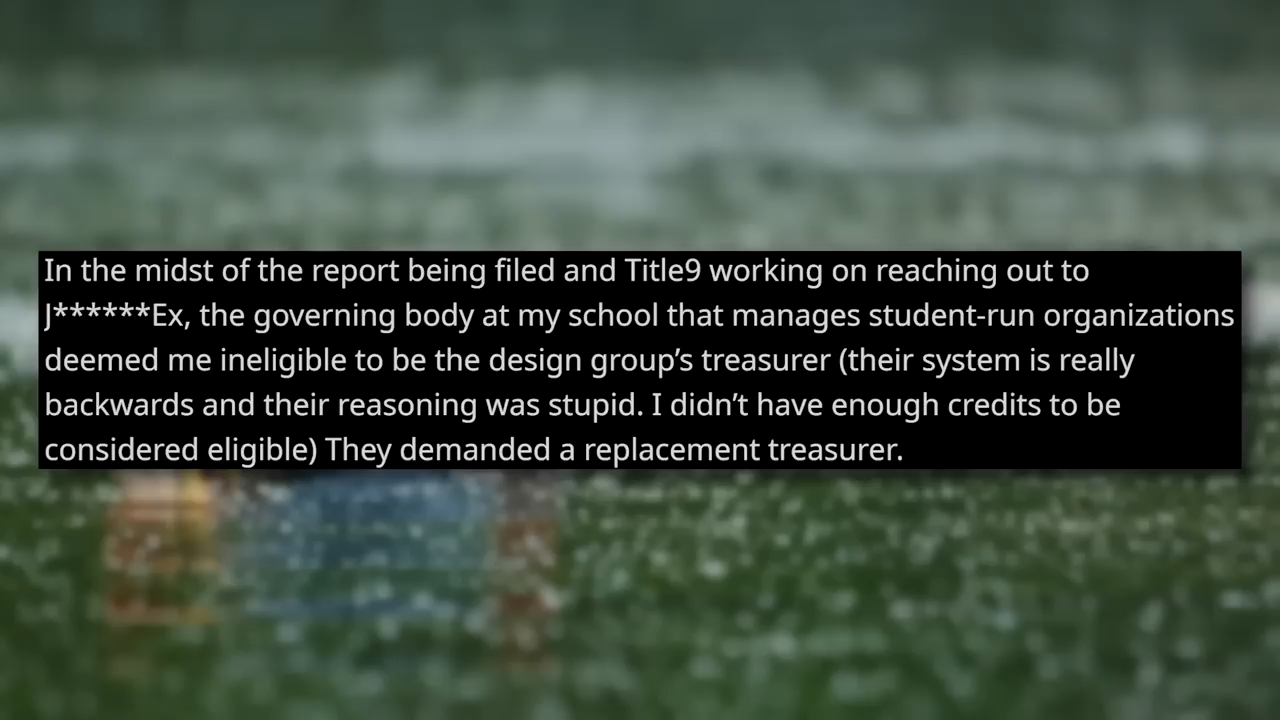 In the midst of the report being filed and Title9 working on reaching out to
J******Ex, the governing body at my school that manages student-run organizations
deemed me ineligible to be the design group’s treasurer (their system is really
backwards and their reasoning was stupid. I didn’t have enough credits to be
considered eligible) They demanded a replacement treasurer.